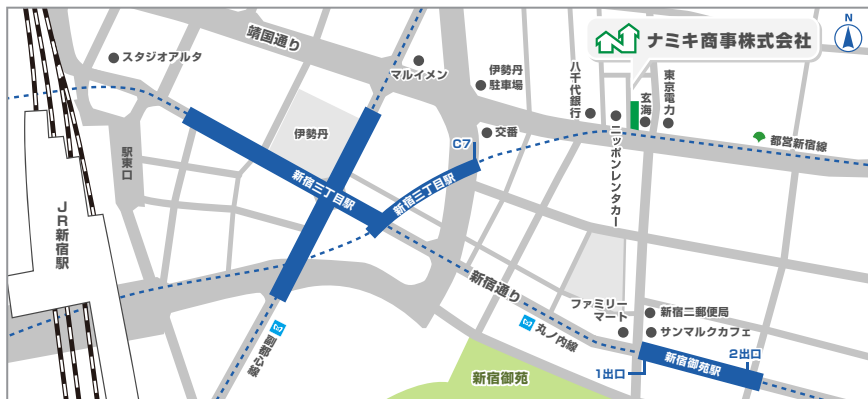 ナミキ商事株式会社
N
靖国通り
スタジオアルタ
マルイメン
伊勢丹
駐車場
八千代銀行
ニッポンレンタカー
玄海
東京電力
伊勢丹
交番
C7
都営新宿線
駅東口
新宿三丁目駅
新宿三丁目駅
JR新宿駅
新宿通り
ファミリー
マート
新宿二郵便局
サンマルクカフェ
丸ノ内線
副都心線
新宿御苑駅
2出口
1出口
新宿御苑